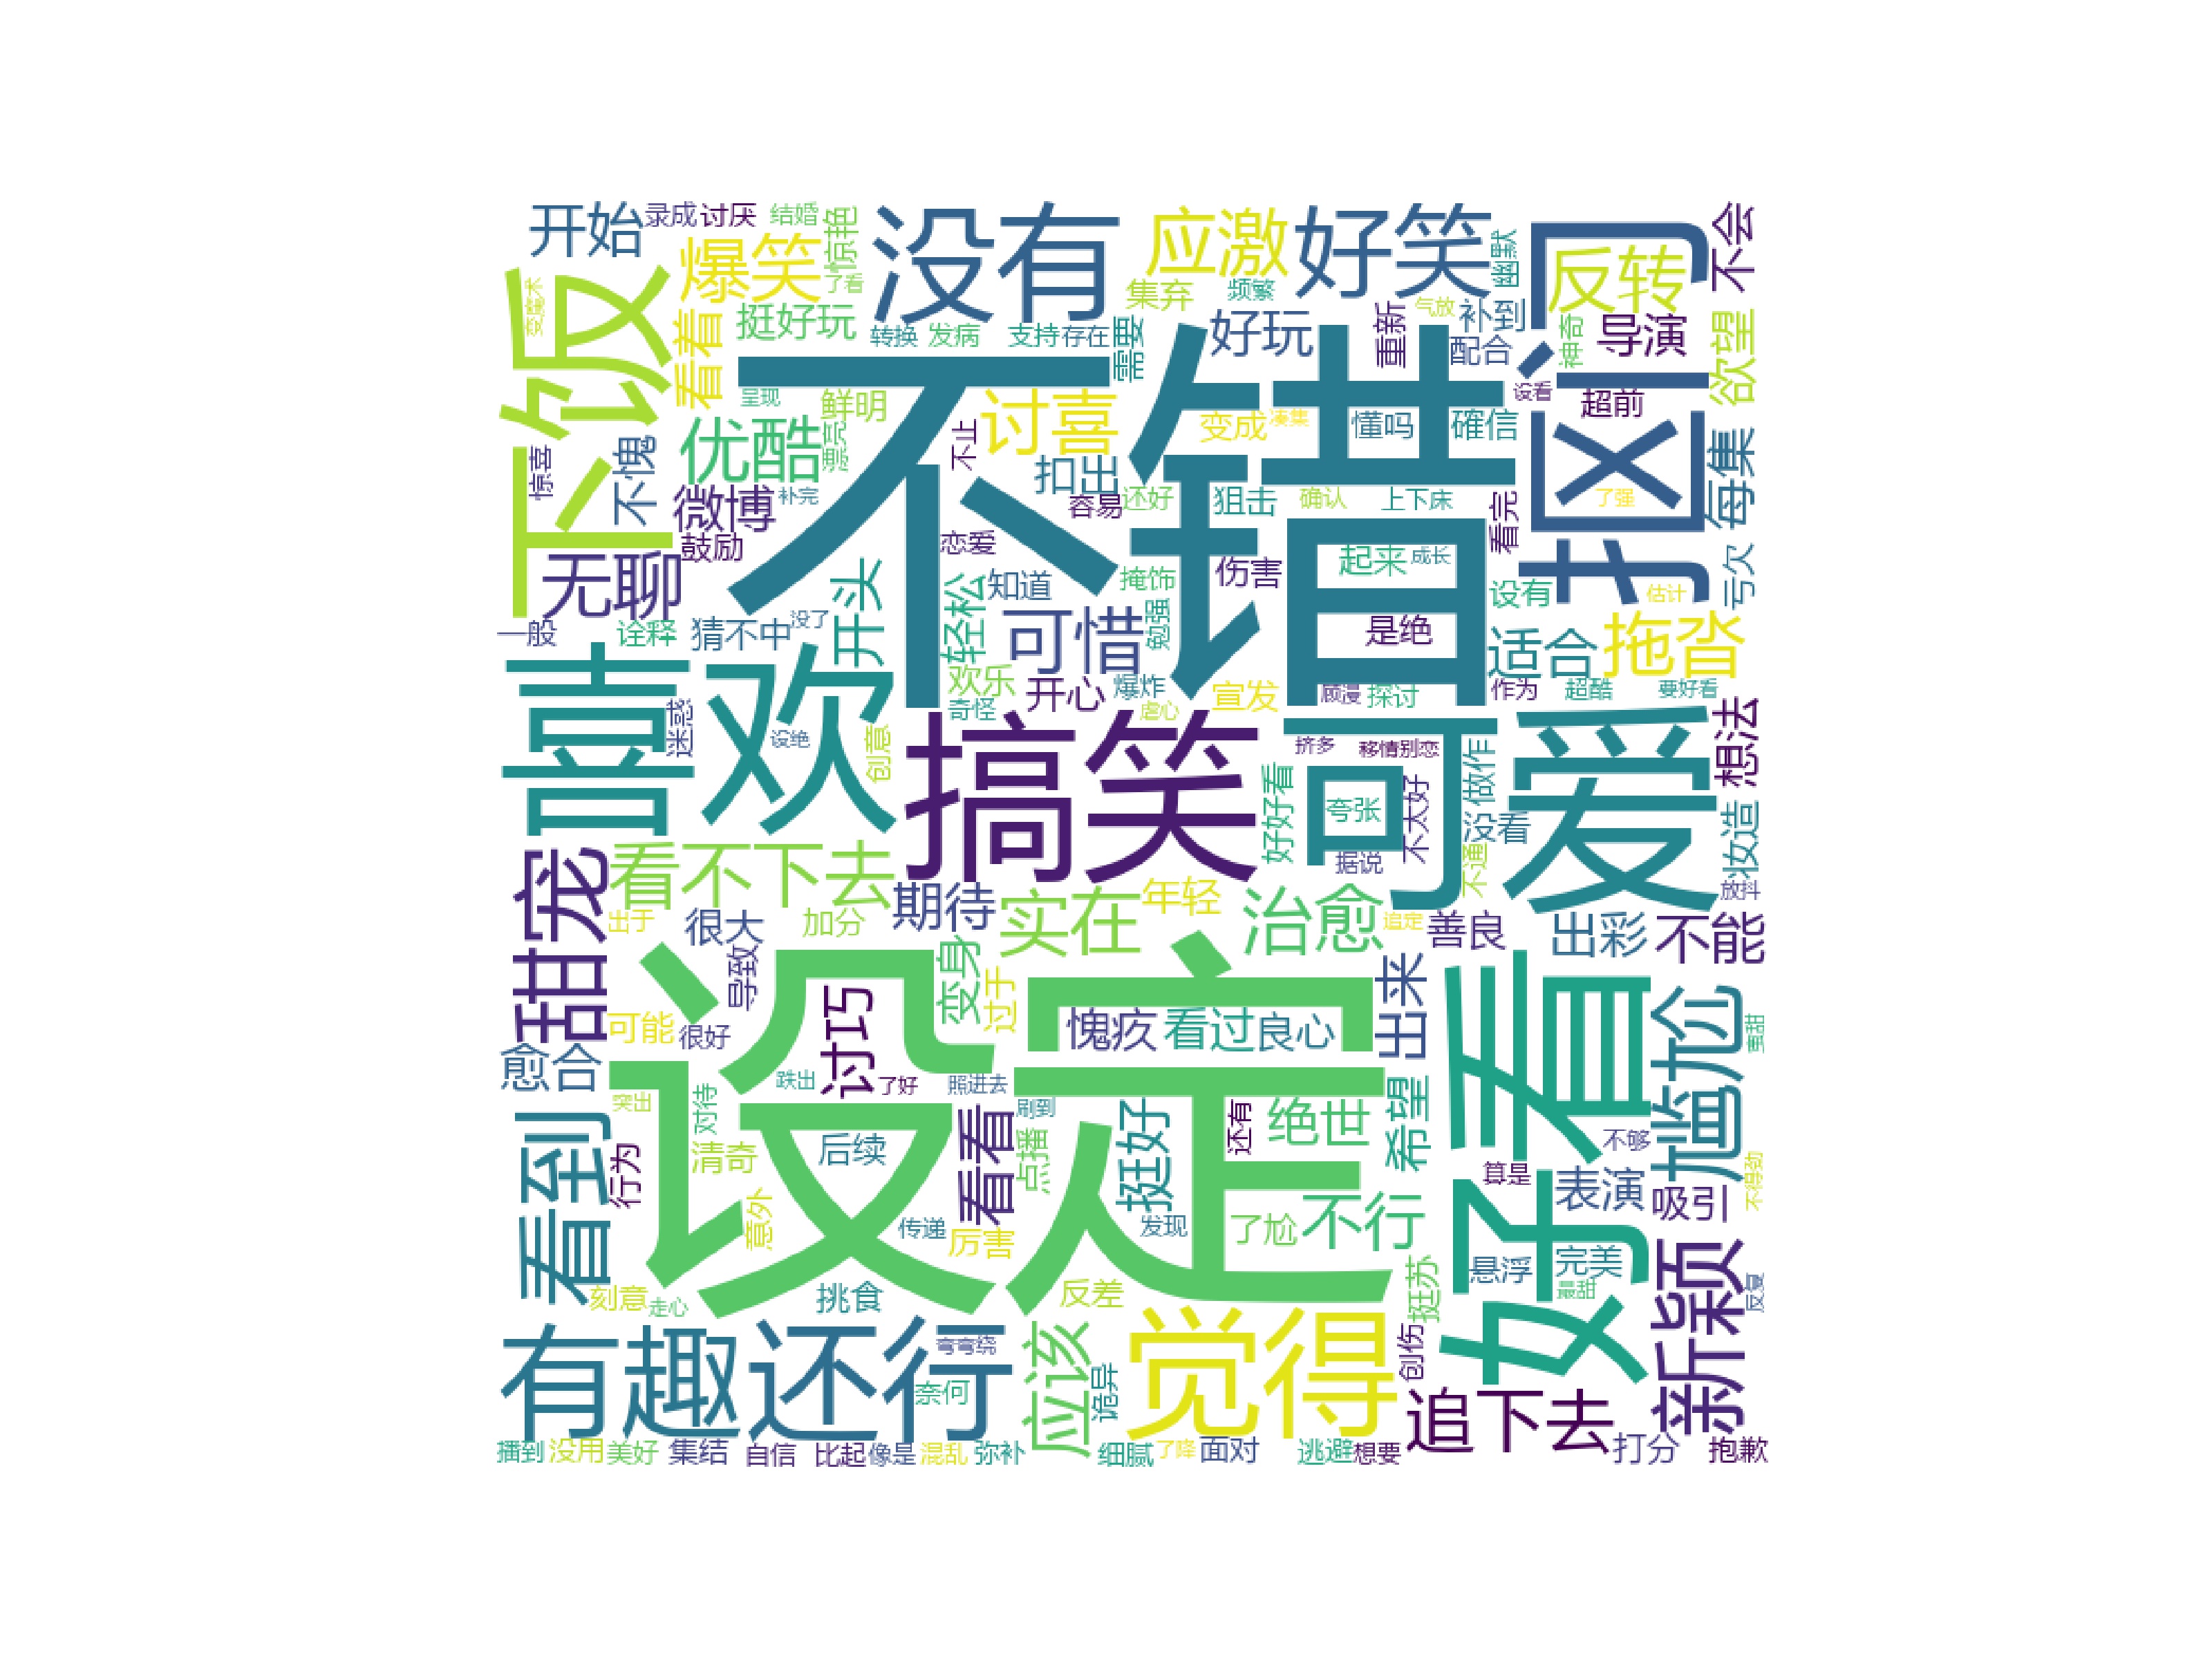 开始
录成
讨厌
结婚
惊艳
没有
应激
好笑
幽默
抠门
反转
不会
爆笑
了看
变魔术
下饭
看着
挺好玩
集弃
频繁
气放
补到
神奇
导演
欲望
转换
发病
支持
存在
需要
好玩
重新
配合
不错
呈现
鲜明
讨喜
变成
凑集
懂吗
確信
设看
超前
每集
优酷
漂亮
不止
扣出
惊喜
不愧
微博
补完
容易
还好
狙击
确认
上下床
看完
了强
无聊
鼓励
恋爱
知道
掩饰
伤害
起来
成长
设有
估计
亏欠
一般
诠释
猜不中
没了
开头
轻松
可惜
勉强
是绝
适合
拖沓
喜欢
迷惑
设绝
创意
欢乐
奇怪
开心
爆炸
虐心
宣发
顾漫
探讨
作为
超酷
要好看
搞笑
可爱
挤多
移情别恋
做作
想法
好好看
夸张
不太好
没看
妆造
据说
不通
放抖
甜宠
看不下去
出于
很大
加分
期待
实在
年轻
治愈
追定
善良
出彩
不能
导致
变身
过于
设定
可能
很好
讨巧
愧疚
看过
良心
出来
好看
尴尬
蜜甜
愈合
突出
对待
跌出
了好
照进去
刷到
看看
点播
挺好
还有
绝世
希望
不够
不得劲
看到
行为
清奇
后续
意外
传递
厉害
发现
了尬
不行
算是
表演
吸引
刻意
走心
挑食
反差
挺苏
悬浮
完美
最甜
新颖
反复
有趣
还行
弯弯绕
奈何
应该
诡异
觉得
创伤
追下去
播到
没用
美好
集结
自信
比起
像是
混乱
弥补
细腻
了降
面对
逃避
想要
打分
抱歉